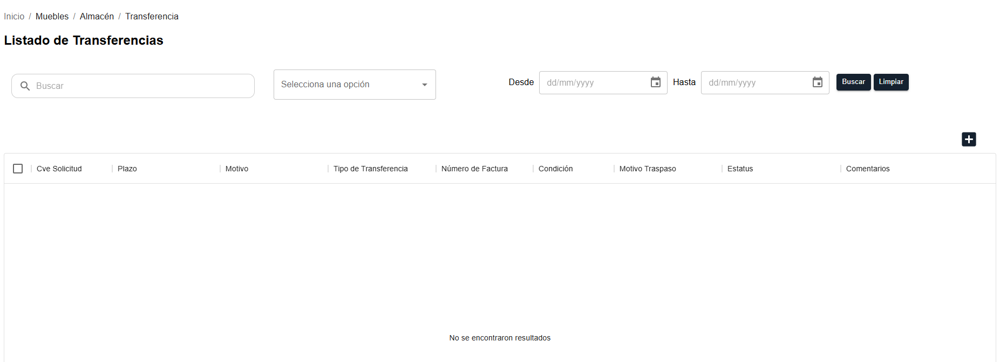 Inicio / Muebles / Almacén / Transferencia
Listado de Transferencias
Buscar
Selecciona una opción
Desde dd/mm/yyyy Hasta dd/mm/yyyy Buscar Limpiar
Cve Solicitud Plazo Motivo Tipo de Transferencia Número de Factura Condición Motivo Traspaso Estatus Comentarios
No se encontraron resultados